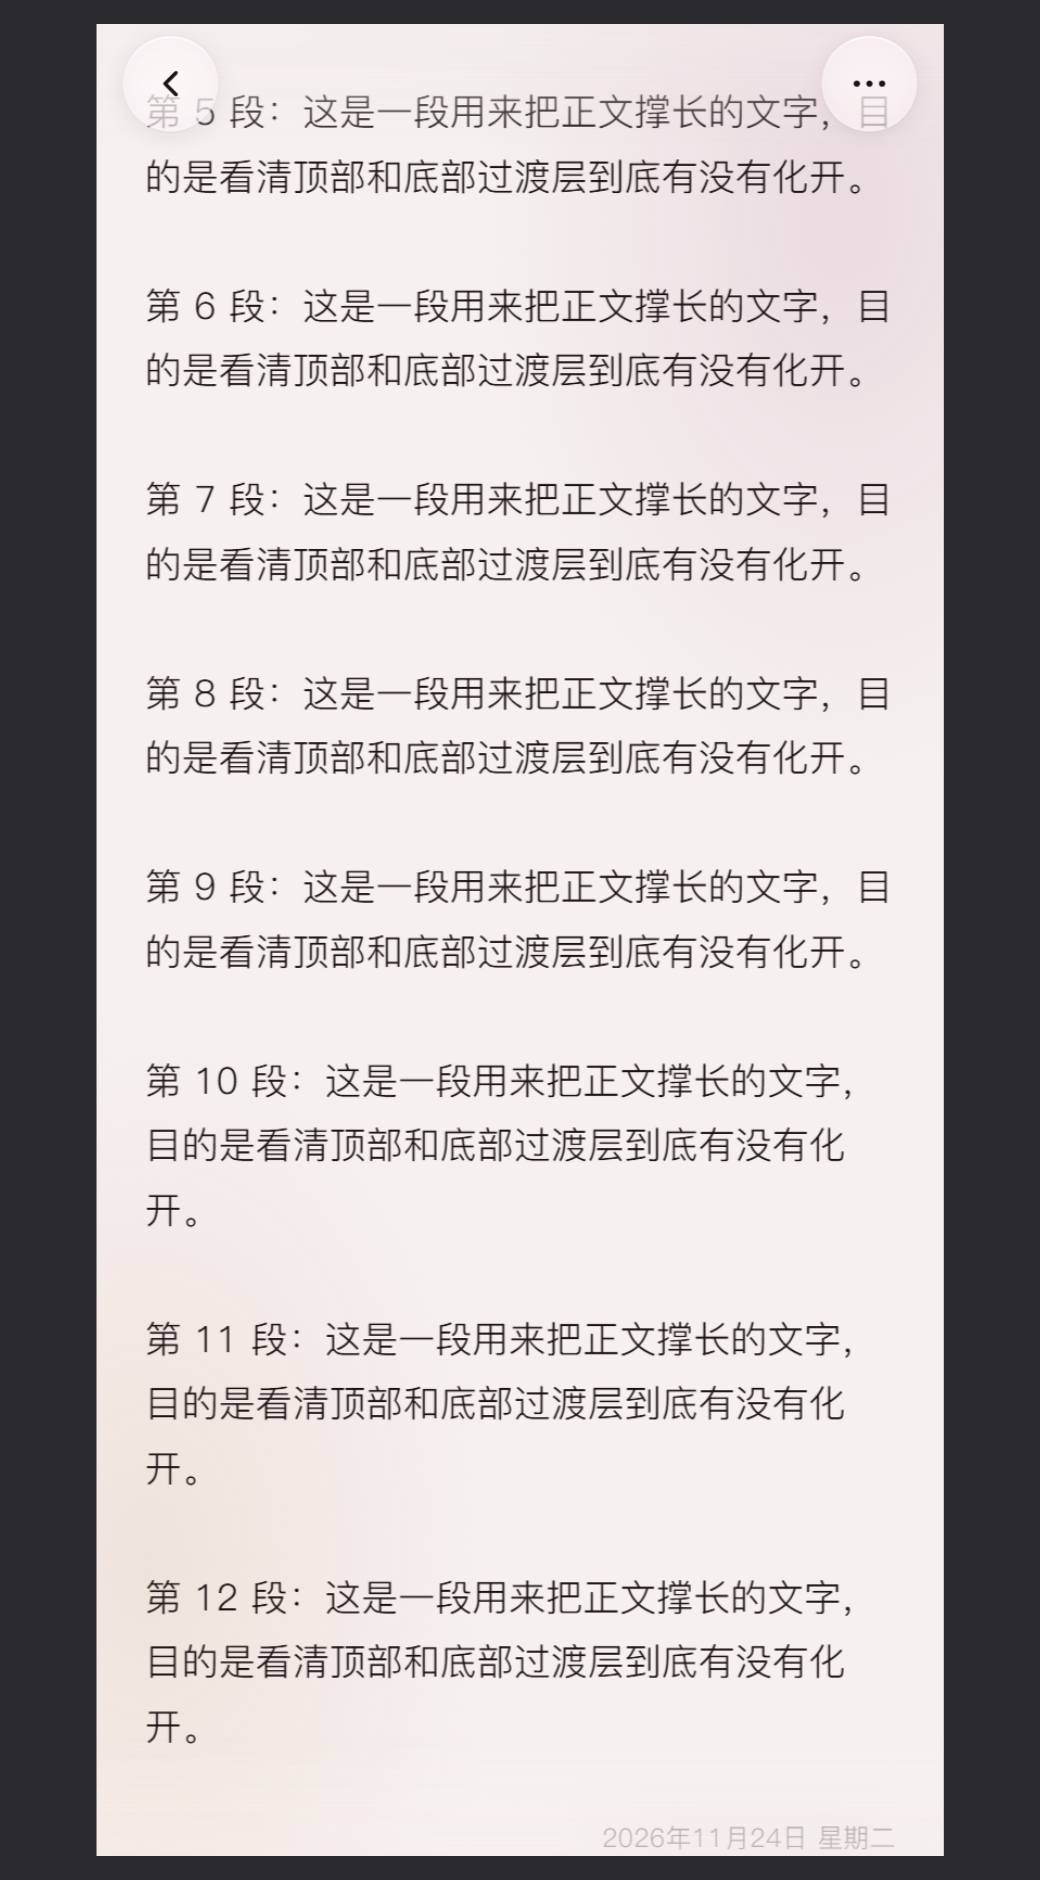 第 5 段：这是一段用来把正文撑长的文字，目
的是看清顶部和底部过渡层到底有没有化开。
第 6 段：这是一段用来把正文撑长的文字，目
的是看清顶部和底部过渡层到底有没有化开。
第 7 段：这是一段用来把正文撑长的文字，目
的是看清顶部和底部过渡层到底有没有化开。
第 8 段：这是一段用来把正文撑长的文字，目
的是看清顶部和底部过渡层到底有没有化开。
第 9 段：这是一段用来把正文撑长的文字，目
的是看清顶部和底部过渡层到底有没有化开。
第 10 段：这是一段用来把正文撑长的文字，
目的是看清顶部和底部过渡层到底有没有化
开。
第 11 段：这是一段用来把正文撑长的文字，
目的是看清顶部和底部过渡层到底有没有化
开。
第 12 段：这是一段用来把正文撑长的文字，
目的是看清顶部和底部过渡层到底有没有化
开。
2026年11月24日 星期二